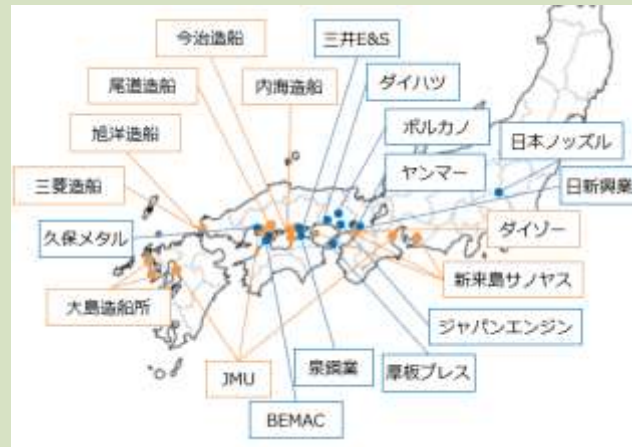 今治造船
三井E&S
尾道造船
内海造船
ダイハツ
旭洋造船
ボルカノ
日本ノッズル
三菱造船
ヤンマー
日新興業
久保メタル
ダイゾー
大島造船所
新来島サノヤス
ジャパンエンジン
JMU
泉鋼業
厚板プレス
BEMAC